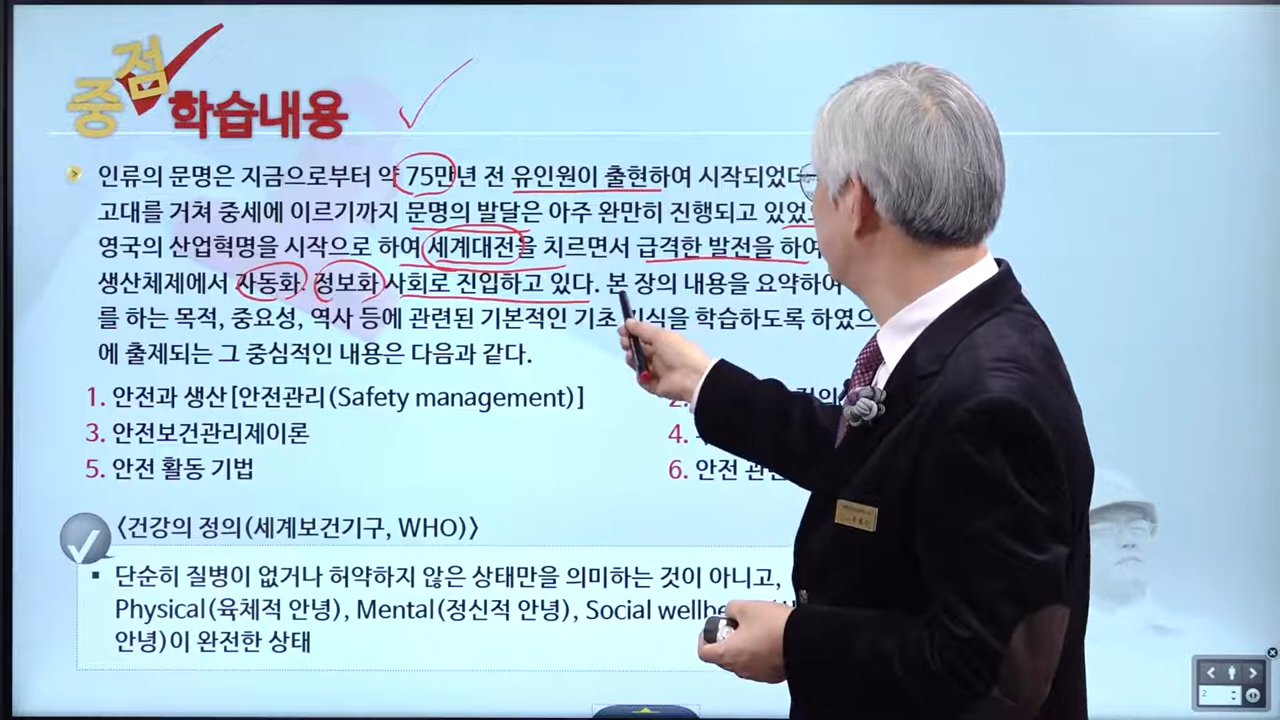 중점
학습내용
인류의 문명은 지금으로부터 약 75만년 전 유인원이 출현하여 시작되었
고대를 거쳐 중세에 이르기까지 문명의 발달은 아주 완만히 진행되고 있었
영국의 산업혁명을 시작으로 하여 세계대전을 치르면서 급격한 발전을 하여
생산체제에서 자동화. 정보화 사회로 진입하고 있다. 본 장의 내용을 요약하여
를 하는 목적, 중요성, 역사 등에 관련된 기본적인 기초 지식을 학습하도록 하였으
에 출제되는 그 중심적인 내용은 다음과 같다.
1. 안전과 생산[안전관리(Safety management)]
2.
3. 안전보건관리제이론
4.
5. 안전 활동 기법
6. 안전 관
〈건강의 정의(세계보건기구, WHO)〉
▪ 단순히 질병이 없거나 허약하지 않은 상태만을 의미하는 것이 아니고,
Physical(육체적 안녕), Mental(정신적 안녕), Social wellbe
안녕)이 완전한 상태
2